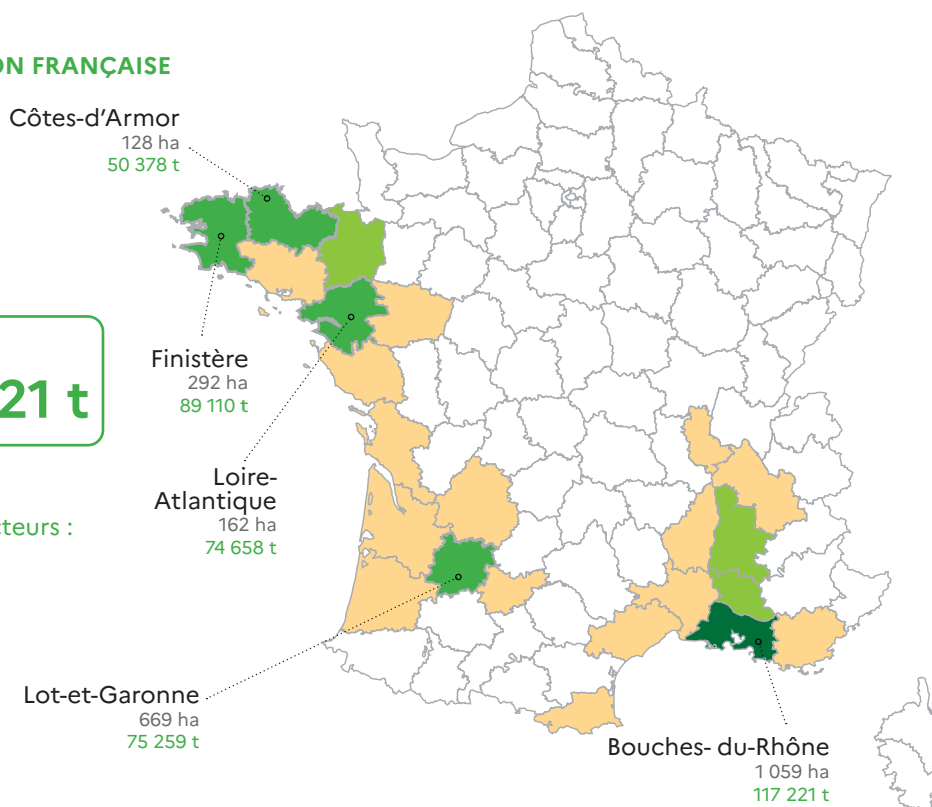 ON FRANÇAISE
Côtes-d'Armor
128 ha
50 378 t
Finistère
292 ha
89 110 t
21 t
Loire-
Atlantique
162 ha
74 658 t
cteurs :
Lot-et-Garonne
669 ha
75 259 t
Bouches- du-Rhône
1 059 ha
117 221 t